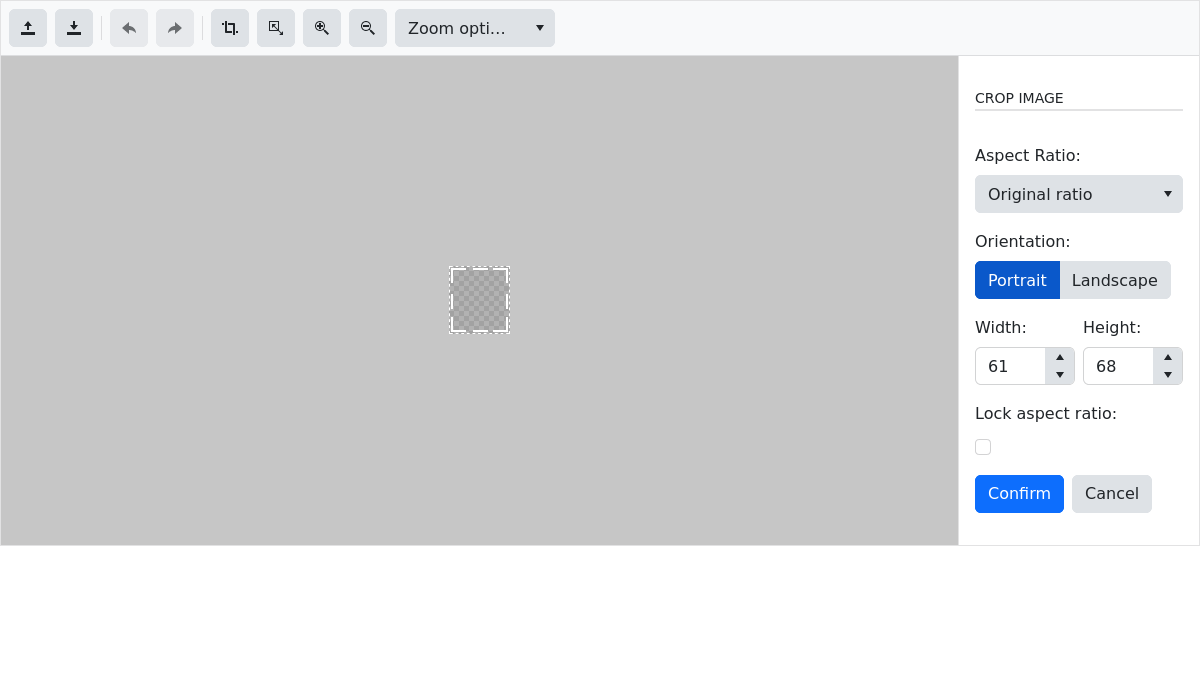 Zoom opti...
CROP IMAGE
Aspect Ratio:
Original ratio
Orientation:
Portrait Landscape
Width: Height:
61 68
Lock aspect ratio:
Confirm Cancel